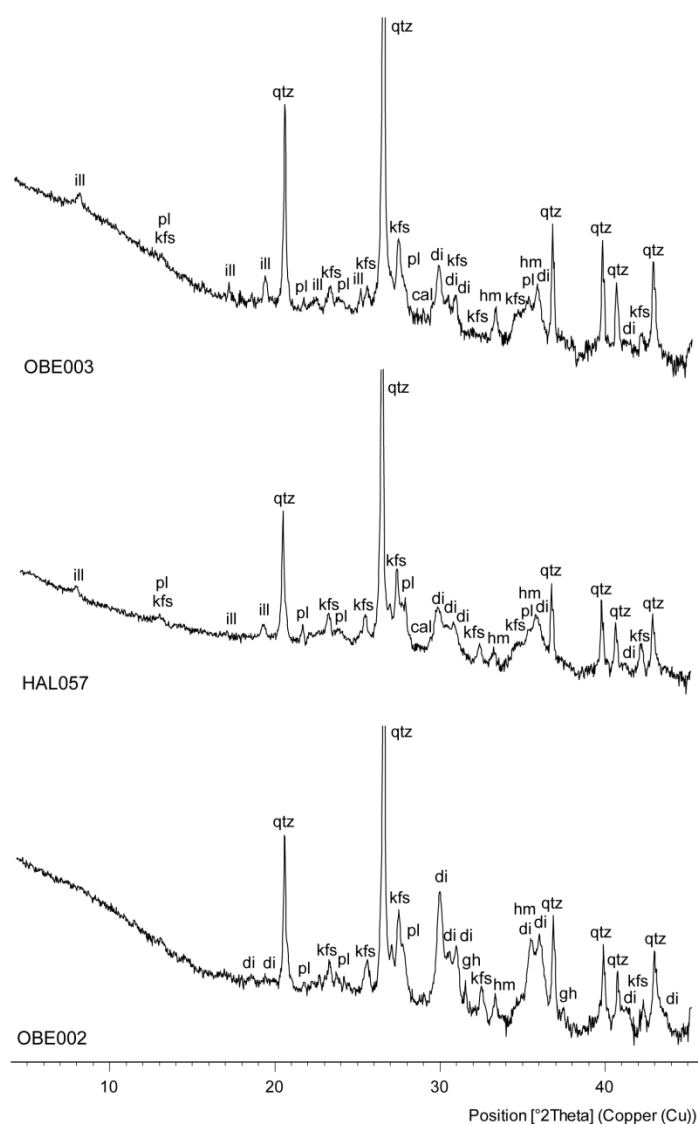 qtz
qtz
ill
pl
kfs
ill
ill
pl
ill
kfs
pl
ill
kfs
kfs
pl
cal
di
kfs
di
di
kfs
hm
kfs
hm
pl
di
qtz
qtz
qtz
di
kfs
qtz
OBE003
qtz
qtz
ill
pl
kfs
ill
ill
pl
kfs
pl
kfs
kfs
pl
cal
di
di
di
kfs
hm
kfs
hm
pl
di
qtz
qtz
qtz
di
kfs
qtz
HAL057
qtz
qtz
di
di
pl
kfs
pl
kfs
kfs
pl
di
di
di
gh
kfs
hm
hm
di
di
qtz
gh
qtz
qtz
di
kfs
qtz
di
OBE002
10
20
30
40
Position [°2Theta] (Copper (Cu))